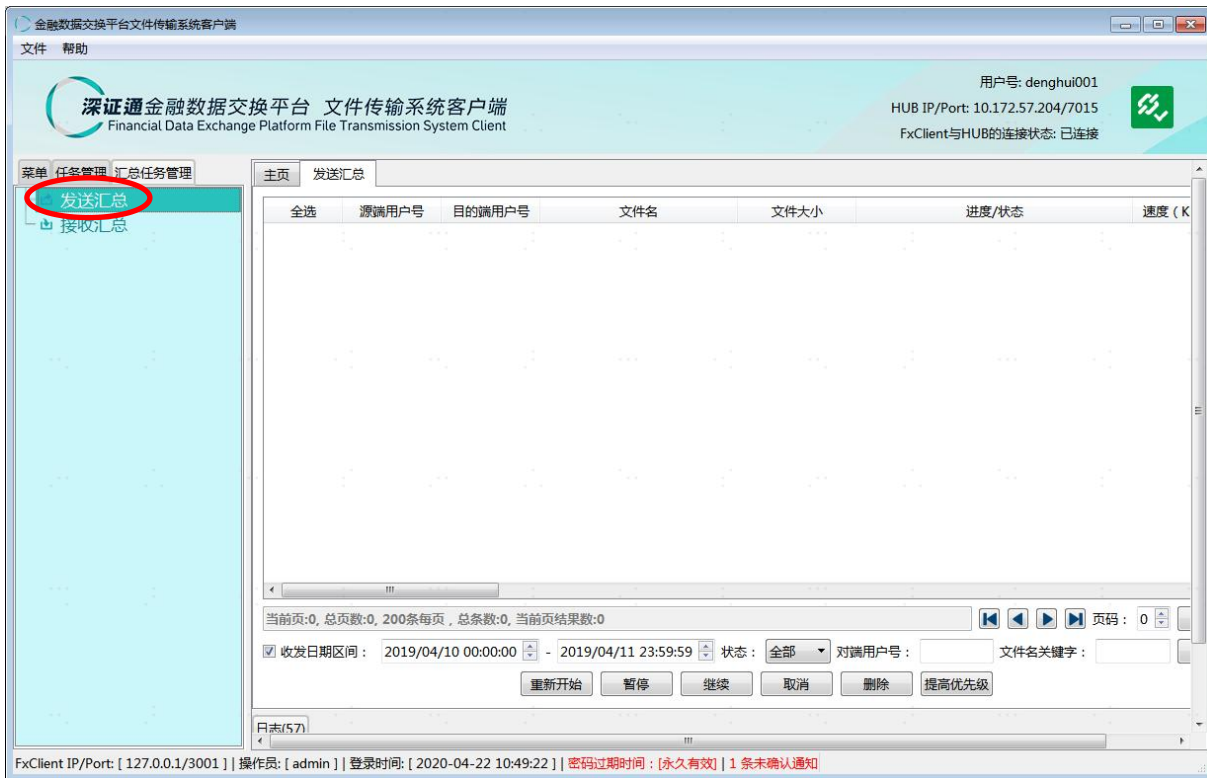 金融数据交换平台文件传输系统客户端
文件 帮助
深证通金融数据交换平台 文件传输系统客户端
Financial Data Exchange Platform File Transmission System Client
用户号: denghui001
HUB IP/Port: 10.172.57.204/7015
FxClient与HUB的连接状态: 已连接
菜单 任务管理 汇总任务管理
主页 发送汇总
发送汇总
接收汇总
全选 源端用户号 目的端用户号 文件名 文件大小 进度/状态 速度（K
当前页:0, 总页数:0, 200条每页，总条数:0, 当前页结果数:0
页码： 0
收发日期区间： 2019/04/10 00:00:00 - 2019/04/11 23:59:59 状态： 全部 对端用户号： 文件名关键字：
重新开始 暂停 继续 取消 删除 提高优先级
日志(57)
FxClient IP/Port: [ 127.0.0.1/3001 ] | 操作员: [ admin ] | 登录时间: [ 2020-04-22 10:49:22 ] | 密码过期时间：[永久有效] | 1 条未确认通知